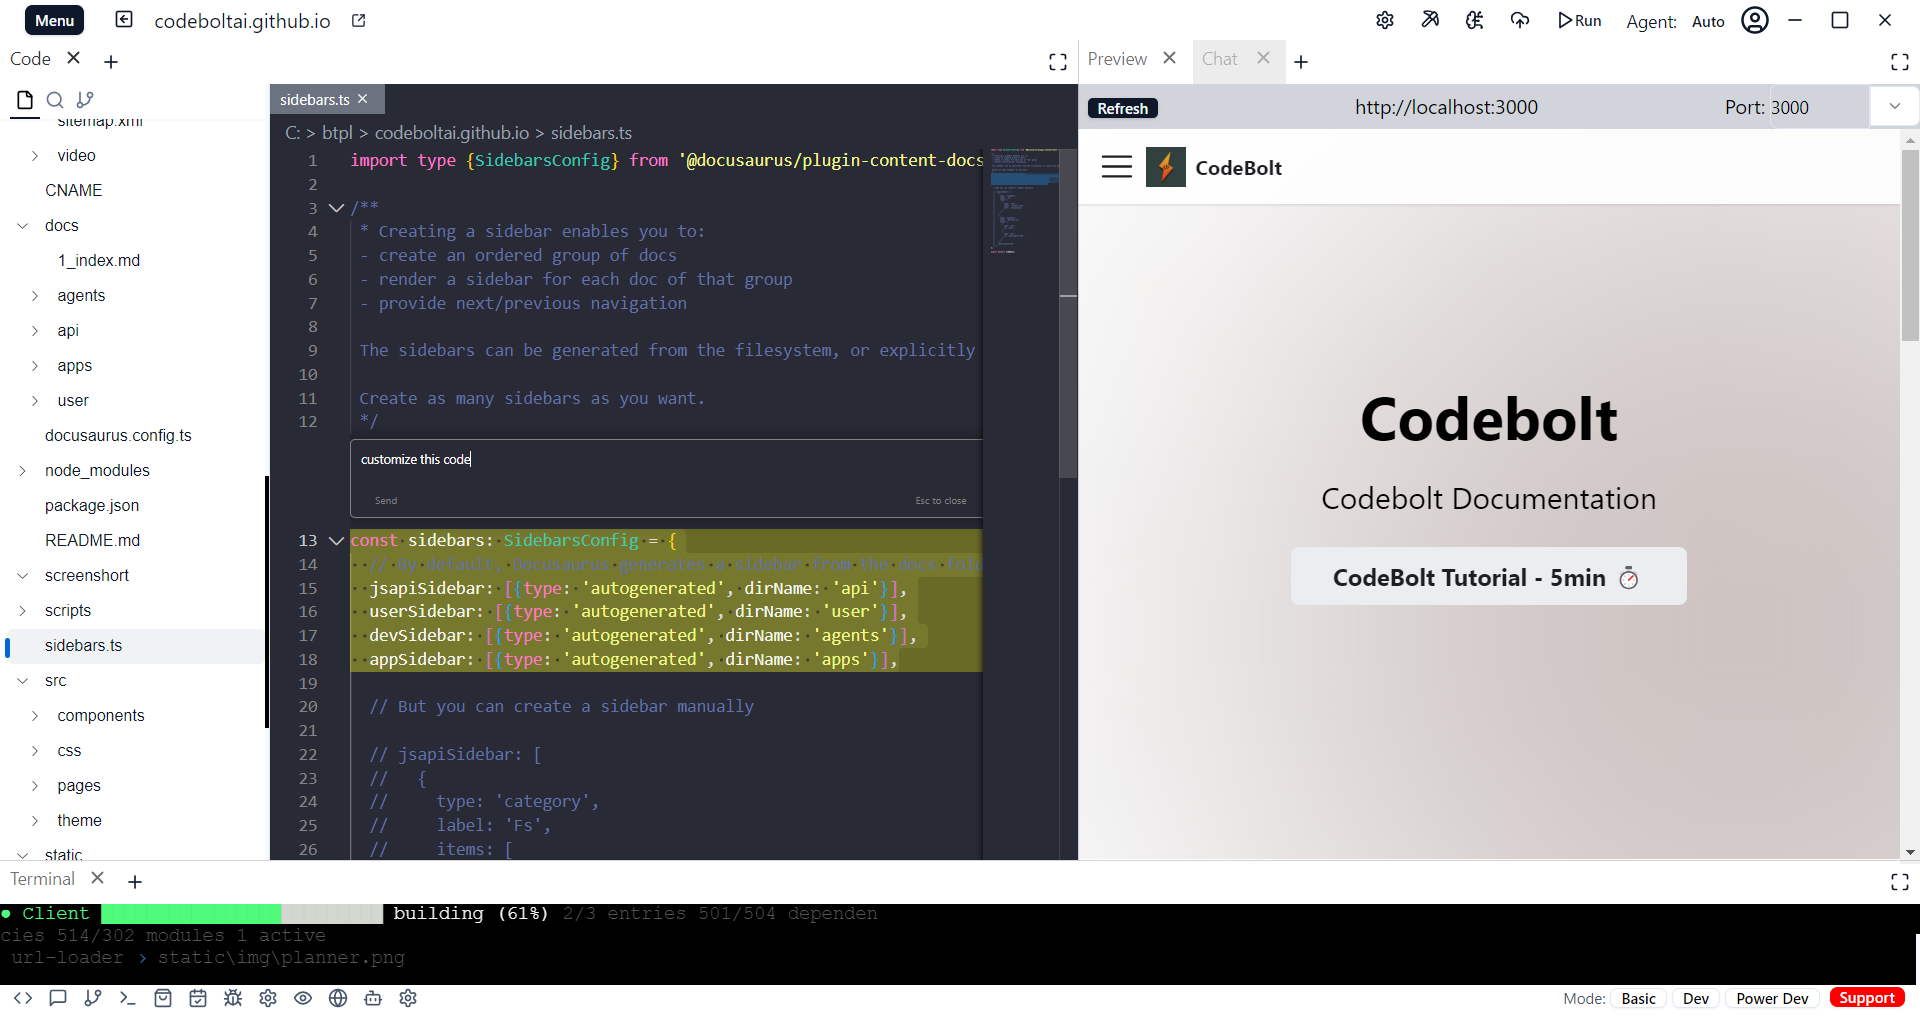 Menu codeboltai.github.io Run Agent: Auto
Code
Preview Chat
sidebars.ts
Refresh http://localhost:3000 Port: 3000
sitemap.xml
video
CNAME
docs
1_index.md
agents
api
apps
user
docusaurus.config.ts
node_modules
package.json
README.md
screenshort
scripts
sidebars.ts
src
components
css
pages
theme
static
C: > btpl > codeboltai.github.io > sidebars.ts
1 import type {SidebarsConfig} from '@docusaurus/plugin-content-docs
2
3 /**
4 * Creating a sidebar enables you to:
5 - create an ordered group of docs
6 - render a sidebar for each doc of that group
7 - provide next/previous navigation
8
9 The sidebars can be generated from the filesystem, or explicitly
10
11 Create as many sidebars as you want.
12 */
customize this code
Send Esc to close
13 const sidebars: SidebarsConfig = {
14 // By default, Docusaurus generates a sidebar from the docs fol
15 jsapiSidebar: [{type: 'autogenerated', dirName: 'api'}],
16 userSidebar: [{type: 'autogenerated', dirName: 'user'}],
17 devSidebar: [{type: 'autogenerated', dirName: 'agents'}],
18 appSidebar: [{type: 'autogenerated', dirName: 'apps'}],
19
20 // But you can create a sidebar manually
21
22 // jsapiSidebar: [
23 // {
24 // type: 'category',
25 // label: 'Fs',
26 // items: [
CodeBolt
Codebolt
Codebolt Documentation
CodeBolt Tutorial - 5min ⏱️
Terminal
● Client building (61%) 2/3 entries 501/504 dependen
cies 514/302 modules 1 active
url-loader › static\img\planner.png
Mode: Basic Dev Power Dev Support